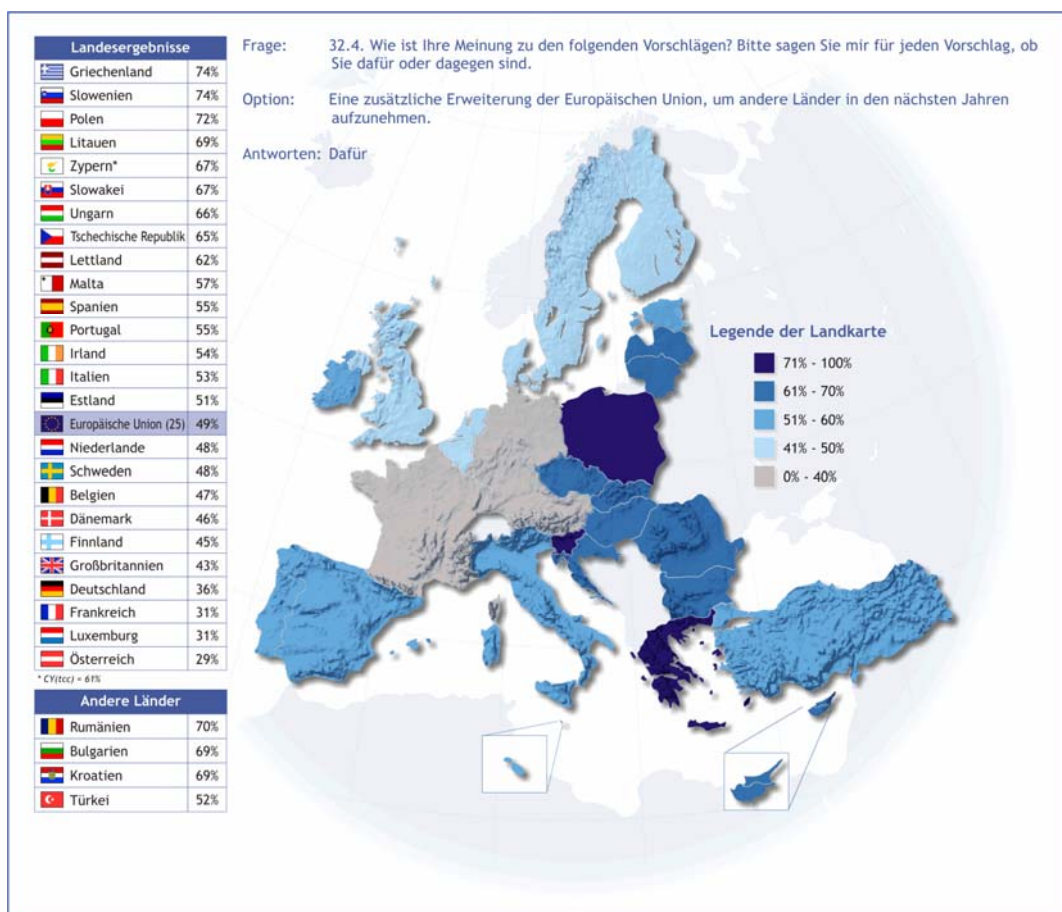 Landesergebnisse
Griechenland 74%
Slowenien 74%
Polen 72%
Litauen 69%
Zypern* 67%
Slowakei 67%
Ungarn 66%
Tschechische Republik 65%
Lettland 62%
Malta 57%
Spanien 55%
Portugal 55%
Irland 54%
Italien 53%
Estland 51%
Europäische Union (25) 49%
Niederlande 48%
Schweden 48%
Belgien 47%
Dänemark 46%
Finnland 45%
Großbritannien 43%
Deutschland 36%
Frankreich 31%
Luxemburg 31%
Österreich 29%
* CY(tcc) = 61%
Andere Länder
Rumänien 70%
Bulgarien 69%
Kroatien 69%
Türkei 52%
Frage: 32.4. Wie ist Ihre Meinung zu den folgenden Vorschlägen? Bitte sagen Sie mir für jeden Vorschlag, ob
Sie dafür oder dagegen sind.
Option: Eine zusätzliche Erweiterung der Europäischen Union, um andere Länder in den nächsten Jahren
aufzunehmen.
Antworten: Dafür
Legende der Landkarte
71% - 100%
61% - 70%
51% - 60%
41% - 50%
0% - 40%